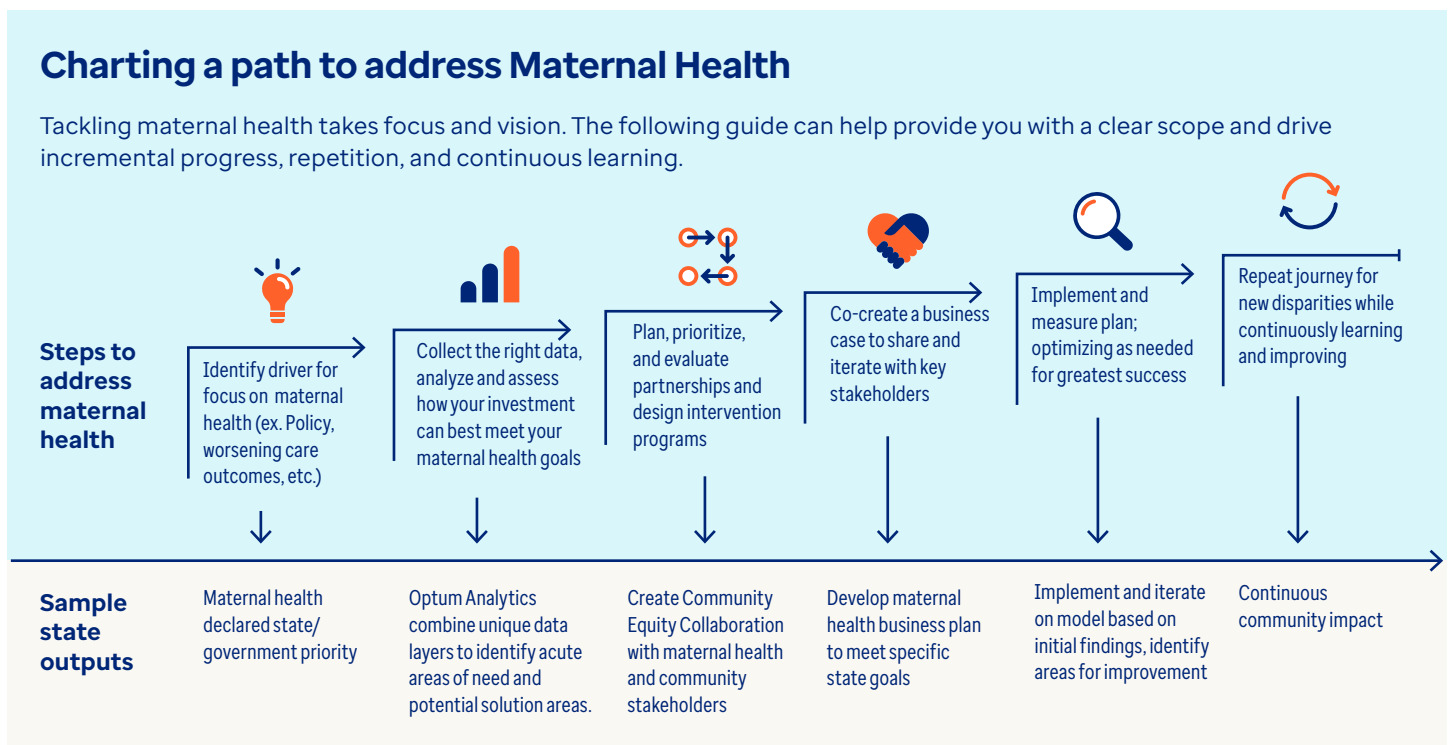 Charting a path to address Maternal Health
Tackling maternal health takes focus and vision. The following guide can help provide you with a clear scope and drive
incremental progress, repetition, and continuous learning.
Steps to
address
maternal
health
Identify driver for
focus on maternal
health (ex. Policy,
worsening care
outcomes, etc.)
Collect the right data,
analyze and assess
how your investment
can best meet your
maternal health goals
Plan, prioritize,
and evaluate
partnerships and
design intervention
programs
Co-create a business
case to share and
iterate with key
stakeholders
Implement and
measure plan;
optimizing as needed
for greatest success
Repeat journey for
new disparities while
continuously learning
and improving
Sample
state
outputs
Maternal health
declared state/
government priority
Optum Analytics
combine unique data
layers to identify acute
areas of need and
potential solution areas.
Create Community
Equity Collaboration
with maternal health
and community
stakeholders
Develop maternal
health business plan
to meet specific
state goals
Implement and iterate
on model based on
initial findings, identify
areas for improvement
Continuous
community impact